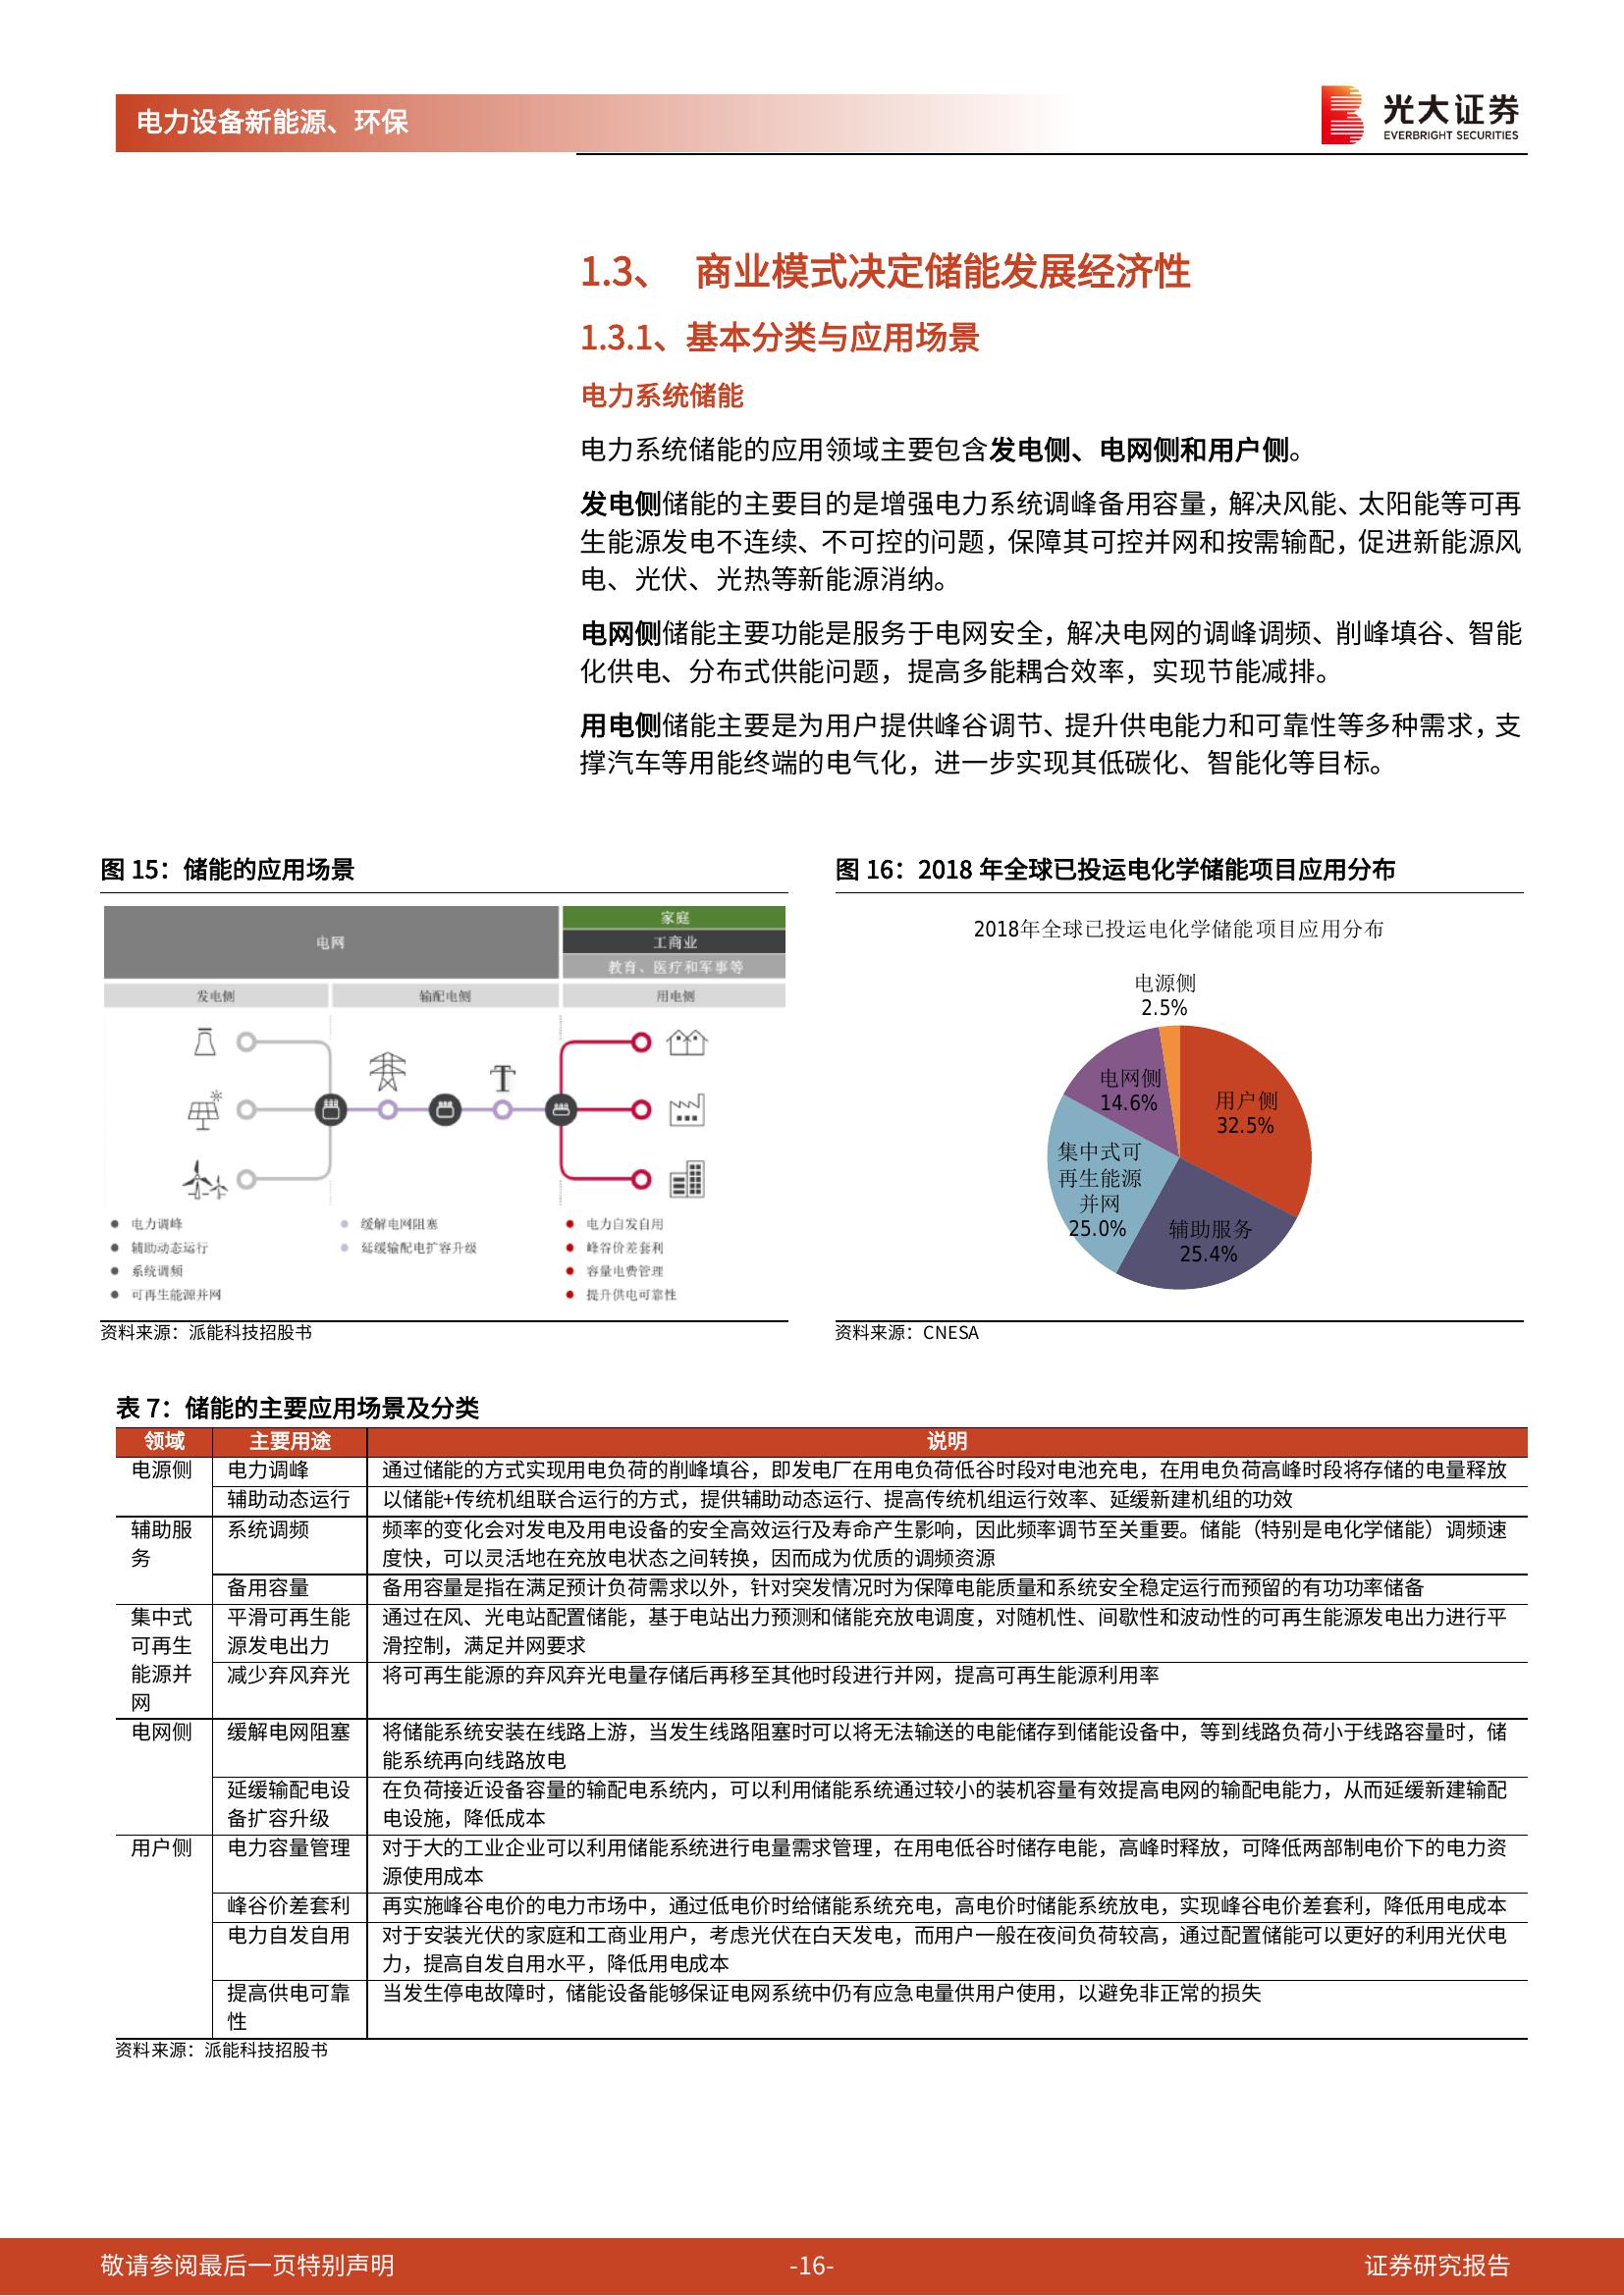 电力设备新能源、环保
光大证券
EVERBRIGHT SECURITIES
1.3、 商业模式决定储能发展经济性
1.3.1、基本分类与应用场景
电力系统储能
电力系统储能的应用领域主要包含发电侧、电网侧和用户侧。
发电侧储能的主要目的是增强电力系统调峰备用容量，解决风能、太阳能等可再
生能源发电不连续、不可控的问题，保障其可控并网和按需输配，促进新能源风
电、光伏、光热等新能源消纳。
电网侧储能主要功能是服务于电网安全，解决电网的调峰调频、削峰填谷、智能
化供电、分布式供能问题，提高多能耦合效率，实现节能减排。
用电侧储能主要是为用户提供峰谷调节、提升供电能力和可靠性等多种需求，支
撑汽车等用能终端的电气化，进一步实现其低碳化、智能化等目标。
图 15：储能的应用场景
电网
家庭
工商业
教育、医疗和军事等
发电侧
输配电侧
用电侧
电力调峰
辅助动态运行
系统调频
可再生能源并网
缓解电网阻塞
延缓输配电扩容升级
电力自发自用
峰谷价差套利
容量电费管理
提升供电可靠性
资料来源：派能科技招股书
图 16：2018 年全球已投运电化学储能项目应用分布
2018年全球已投运电化学储能项目应用分布
电源侧
2.5%
电网侧
14.6%
用户侧
32.5%
集中式可
再生能源
并网
25.0%
辅助服务
25.4%
资料来源：CNESA
表 7：储能的主要应用场景及分类
领域 主要用途 说明
电源侧 电力调峰 通过储能的方式实现用电负荷的削峰填谷，即发电厂在用电负荷低谷时段对电池充电，在用电负荷高峰时段将存储的电量释放
辅助动态运行 以储能+传统机组联合运行的方式，提供辅助动态运行、提高传统机组运行效率、延缓新建机组的功效
辅助服 系统调频 频率的变化会对发电及用电设备的安全高效运行及寿命产生影响，因此频率调节至关重要。储能（特别是电化学储能）调频速
务 度快，可以灵活地在充放电状态之间转换，因而成为优质的调频资源
备用容量 备用容量是指在满足预计负荷需求以外，针对突发情况时为保障电能质量和系统安全稳定运行而预留的有功功率储备
集中式 平滑可再生能 通过在风、光电站配置储能，基于电站出力预测和储能充放电调度，对随机性、间歇性和波动性的可再生能源发电出力进行平
可再生 源发电出力 滑控制，满足并网要求
能源并 减少弃风弃光 将可再生能源的弃风弃光电量存储后再移至其他时段进行并网，提高可再生能源利用率
网
电网侧 缓解电网阻塞 将储能系统安装在线路上游，当发生线路阻塞时可以将无法输送的电能储存到储能设备中，等到线路负荷小于线路容量时，储
能系统再向线路放电
延缓输配电设 在负荷接近设备容量的输配电系统内，可以利用储能系统通过较小的装机容量有效提高电网的输配电能力，从而延缓新建输配
备扩容升级 电设施，降低成本
用户侧 电力容量管理 对于大的工业企业可以利用储能系统进行电量需求管理，在用电低谷时储存电能，高峰时释放，可降低两部制电价下的电力资
源使用成本
峰谷价差套利 再实施峰谷电价的电力市场中，通过低电价时给储能系统充电，高电价时储能系统放电，实现峰谷电价差套利，降低用电成本
电力自发自用 对于安装光伏的家庭和工商业用户，考虑光伏在白天发电，而用户一般在夜间负荷较高，通过配置储能可以更好的利用光伏电
力，提高自发自用水平，降低用电成本
提高供电可靠 当发生停电故障时，储能设备能够保证电网系统中仍有应急电量供用户使用，以避免非正常的损失
性
资料来源：派能科技招股书
敬请参阅最后一页特别声明 -16- 证券研究报告